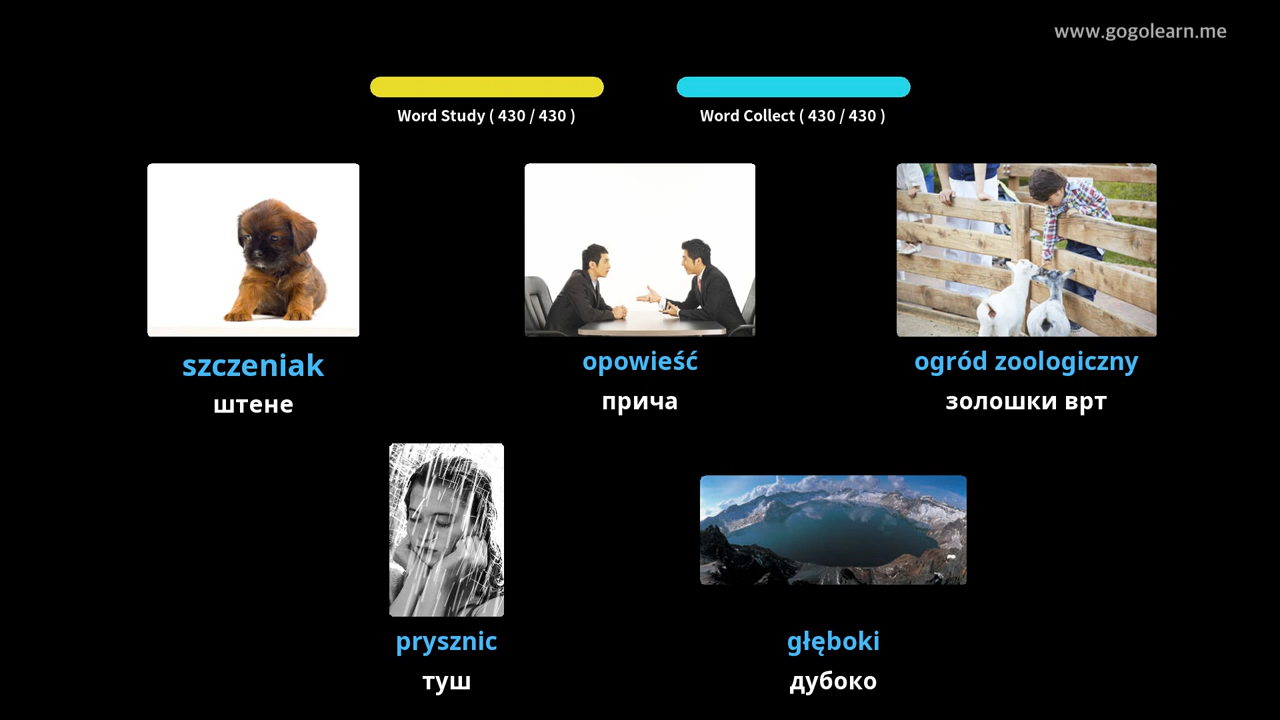 www.gogolearn.me
Word Study ( 430 / 430 )
Word Collect ( 430 / 430 )
szczeniak
штене
opowieść
прича
ogród zoologiczny
золошки врт
prysznic
туш
głęboki
дубоко